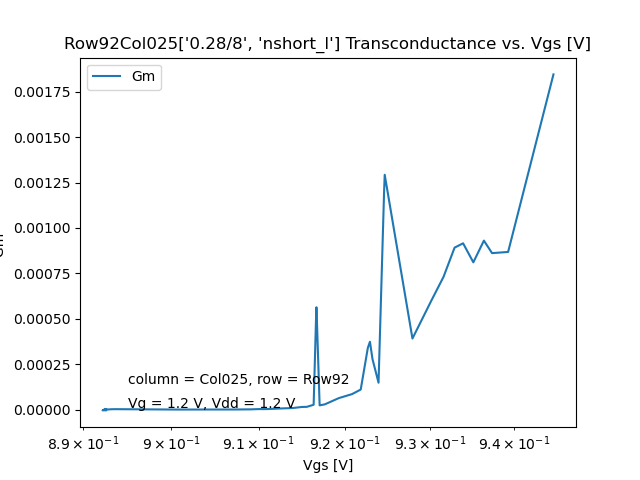 Row92Col025['0.28/8', 'nshort_l'] Transconductance vs. Vgs [V]
Gm
0.00175
0.00150
0.00125
0.00100
0.00075
0.00050
0.00025
0.00000
Gm
column = Col025, row = Row92
Vg = 1.2 V, Vdd = 1.2 V
8.9 × 10⁻¹ 9 × 10⁻¹ 9.1 × 10⁻¹ 9.2 × 10⁻¹ 9.3 × 10⁻¹ 9.4 × 10⁻¹
Vgs [V]